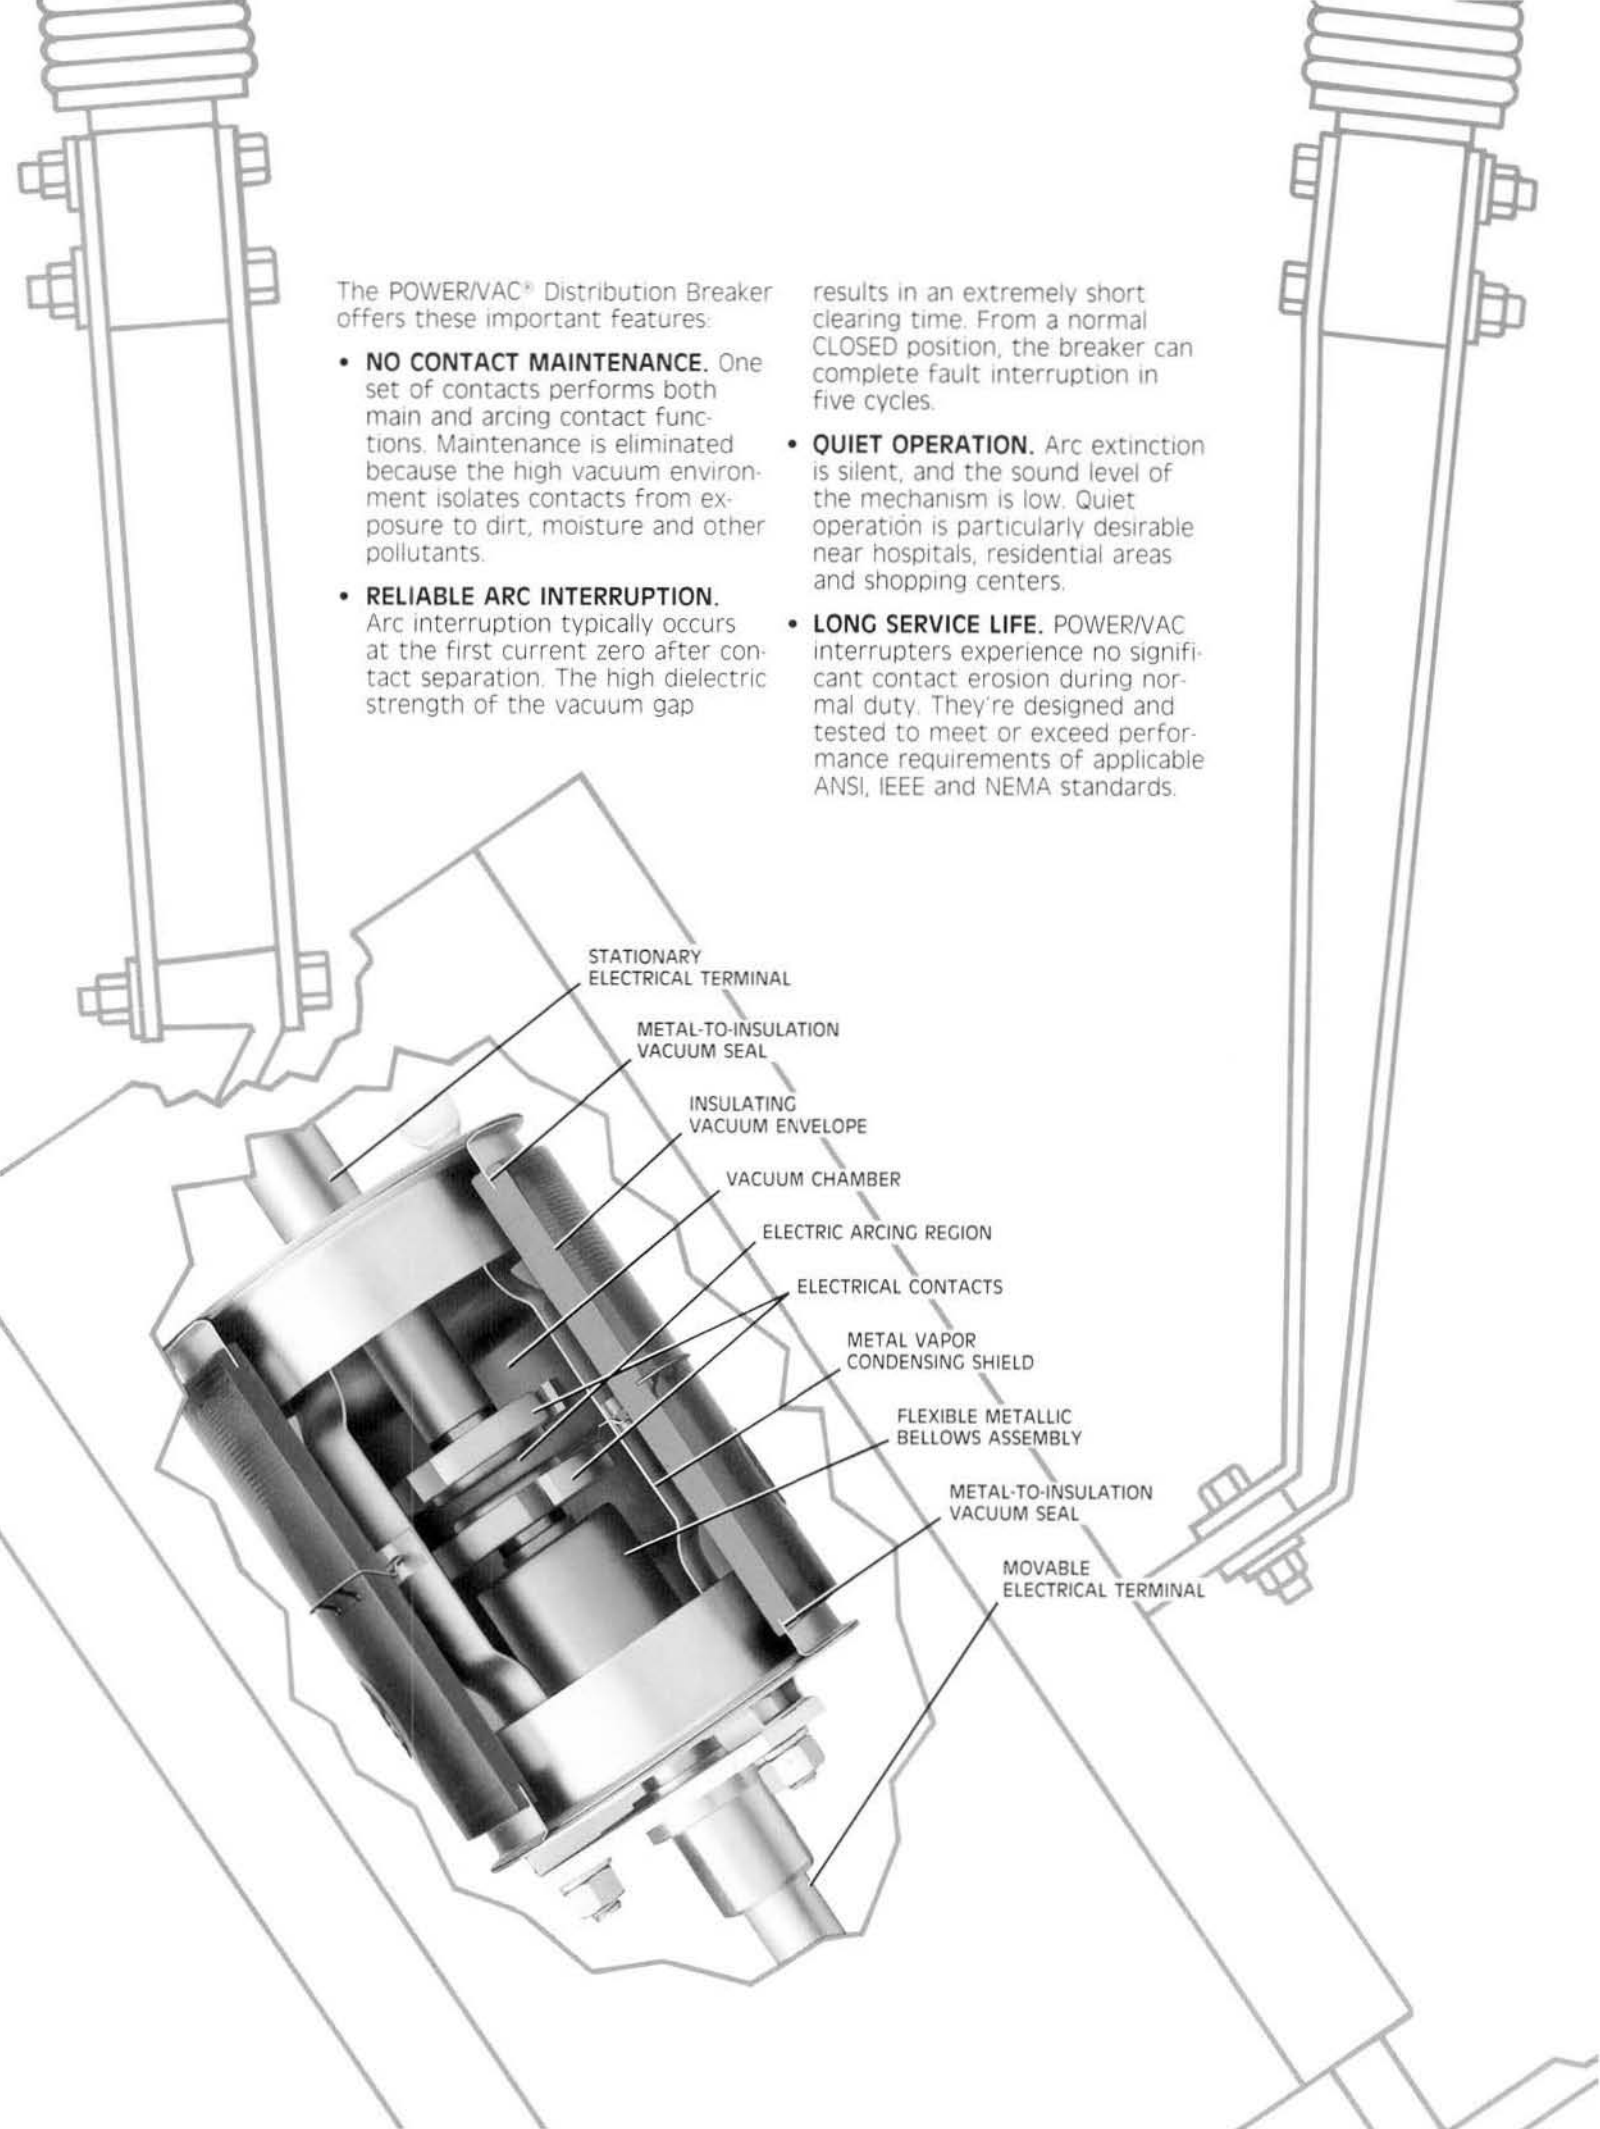 The POWER/VAC® Distribution Breaker
offers these important features:
• NO CONTACT MAINTENANCE. One
set of contacts performs both
main and arcing contact func-
tions. Maintenance is eliminated
because the high vacuum environ-
ment isolates contacts from ex-
posure to dirt, moisture and other
pollutants.
• RELIABLE ARC INTERRUPTION.
Arc interruption typically occurs
at the first current zero after con-
tact separation. The high dielectric
strength of the vacuum gap
results in an extremely short
clearing time. From a normal
CLOSED position, the breaker can
complete fault interruption in
five cycles.
• QUIET OPERATION. Arc extinction
is silent, and the sound level of
the mechanism is low. Quiet
operation is particularly desirable
near hospitals, residential areas
and shopping centers.
• LONG SERVICE LIFE. POWER/VAC
interrupters experience no signifi-
cant contact erosion during nor-
mal duty. They're designed and
tested to meet or exceed perfor-
mance requirements of applicable
ANSI, IEEE and NEMA standards.
STATIONARY
ELECTRICAL TERMINAL
METAL-TO-INSULATION
VACUUM SEAL
INSULATING
VACUUM ENVELOPE
VACUUM CHAMBER
ELECTRIC ARCING REGION
ELECTRICAL CONTACTS
METAL VAPOR
CONDENSING SHIELD
FLEXIBLE METALLIC
BELLOWS ASSEMBLY
METAL-TO-INSULATION
VACUUM SEAL
MOVABLE
ELECTRICAL TERMINAL